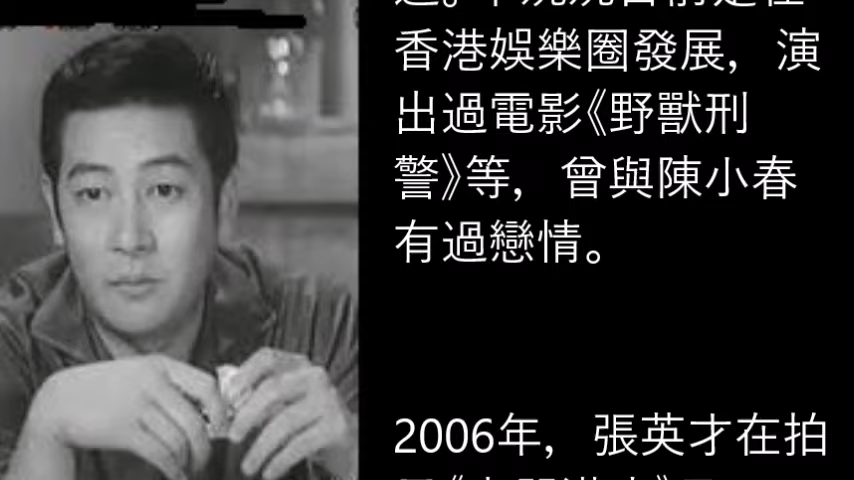 香港娛樂圈發展，演
出過電影《野獸刑
警》等，曾與陳小春
有過戀情。
2006年，張英才在拍